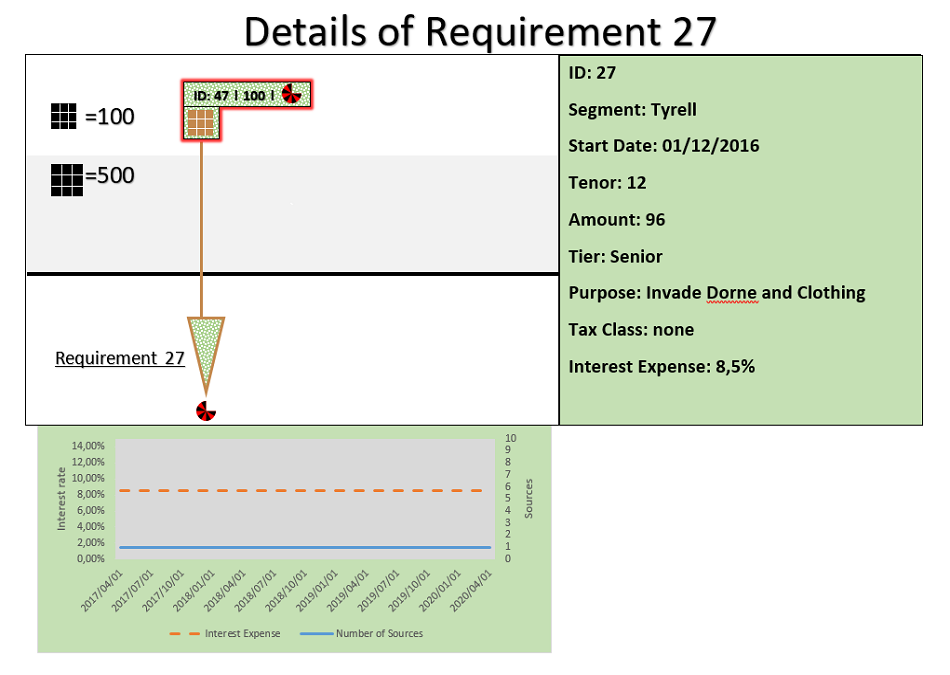 Details of Requirement 27
ID: 47 | 100 |
=100
=500
Requirement 27
ID: 27
Segment: Tyrell
Start Date: 01/12/2016
Tenor: 12
Amount: 96
Tier: Senior
Purpose: Invade Dorne and Clothing
Tax Class: none
Interest Expense: 8,5%
Interest rate
14,00%
12,00%
10,00%
8,00%
6,00%
4,00%
2,00%
0,00%
10
9
8
7
6
5
4
3
2
1
0
Sources
2017/04/01
2017/07/01
2017/10/01
2018/01/01
2018/04/01
2018/07/01
2018/10/01
2019/01/01
2019/04/01
2019/07/01
2019/10/01
2020/01/01
2020/04/01
Interest Expense
Number of Sources